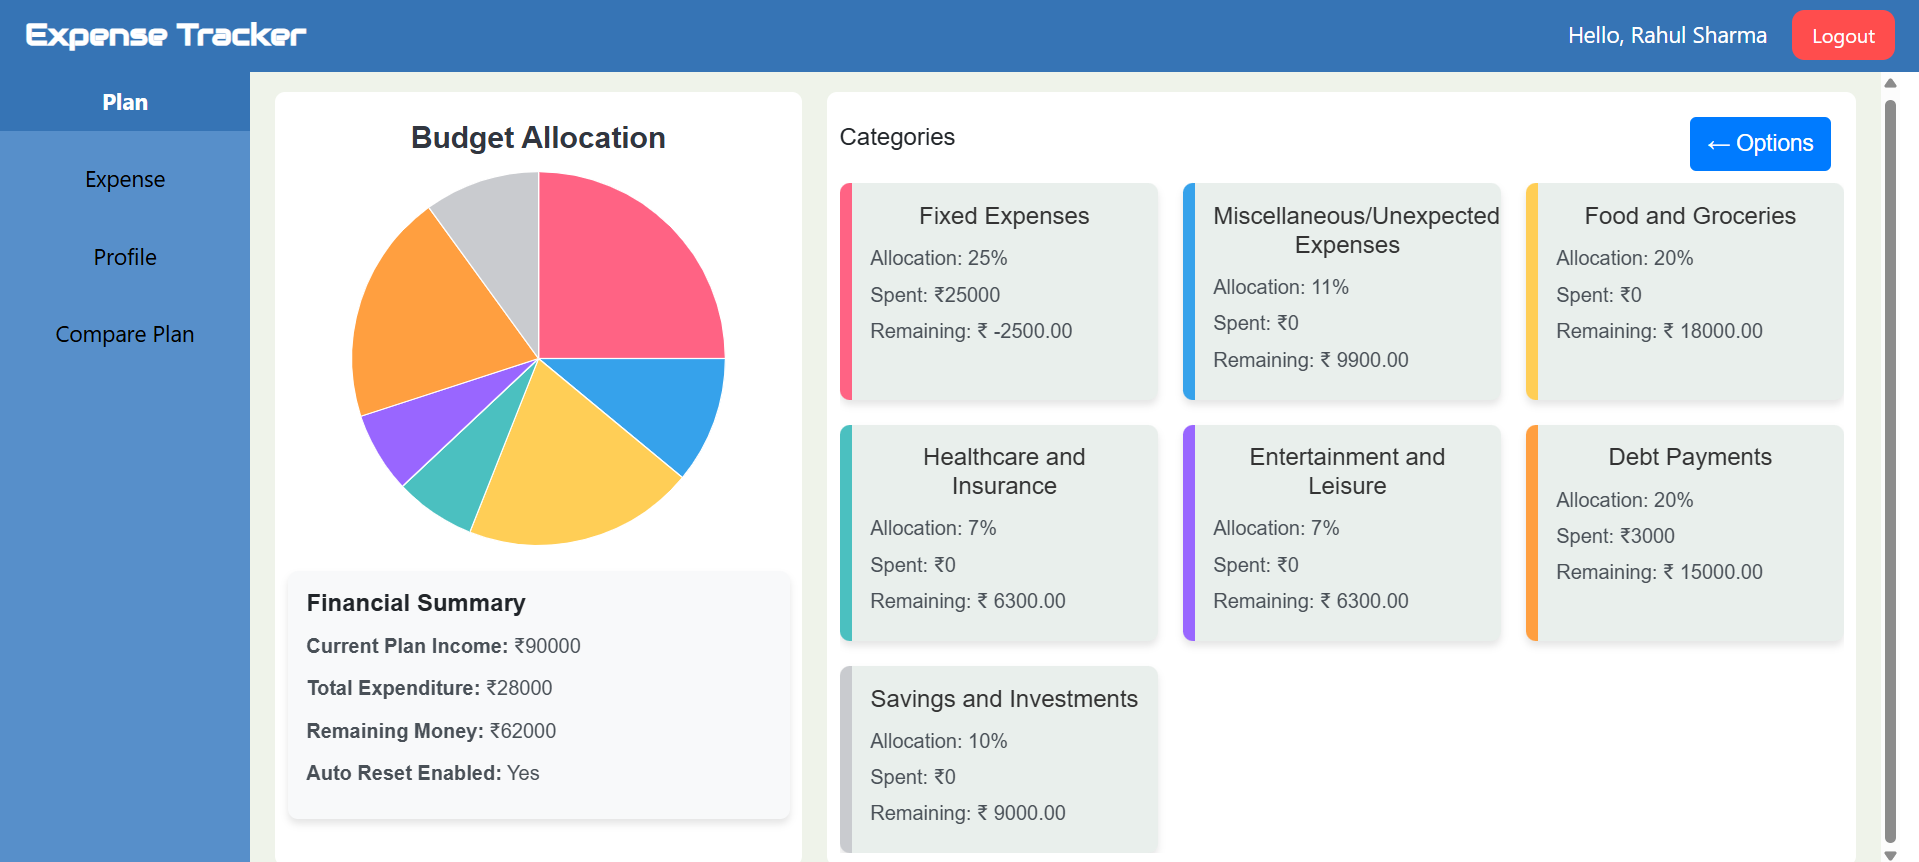 Expense Tracker
Hello, Rahul Sharma
Logout
Plan
Expense
Profile
Compare Plan
Budget Allocation
Financial Summary
Current Plan Income: ₹90000
Total Expenditure: ₹28000
Remaining Money: ₹62000
Auto Reset Enabled: Yes
Categories
← Options
Fixed Expenses
Allocation: 25%
Spent: ₹25000
Remaining: ₹ -2500.00
Miscellaneous/Unexpected
Expenses
Allocation: 11%
Spent: ₹0
Remaining: ₹ 9900.00
Food and Groceries
Allocation: 20%
Spent: ₹0
Remaining: ₹ 18000.00
Healthcare and
Insurance
Allocation: 7%
Spent: ₹0
Remaining: ₹ 6300.00
Entertainment and
Leisure
Allocation: 7%
Spent: ₹0
Remaining: ₹ 6300.00
Debt Payments
Allocation: 20%
Spent: ₹3000
Remaining: ₹ 15000.00
Savings and Investments
Allocation: 10%
Spent: ₹0
Remaining: ₹ 9000.00